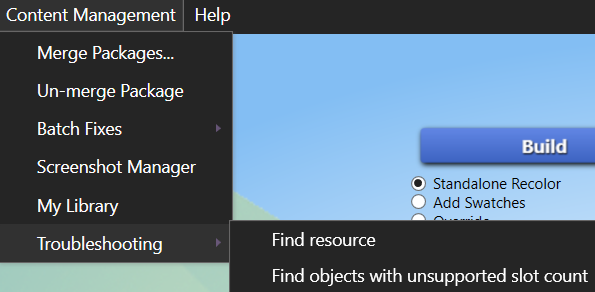 Content Management Help
Merge Packages...
Un-merge Package
Batch Fixes
Screenshot Manager
My Library
Troubleshooting
Build
Standalone Recolor
Add Swatches
Override
Find resource
Find objects with unsupported slot count